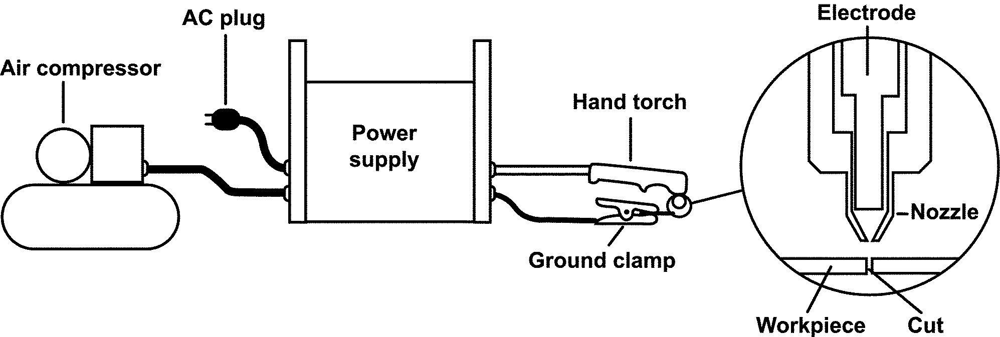 AC plug
Electrode
Air compressor
Hand torch
Power
supply
Nozzle
Ground clamp
Workpiece
Cut